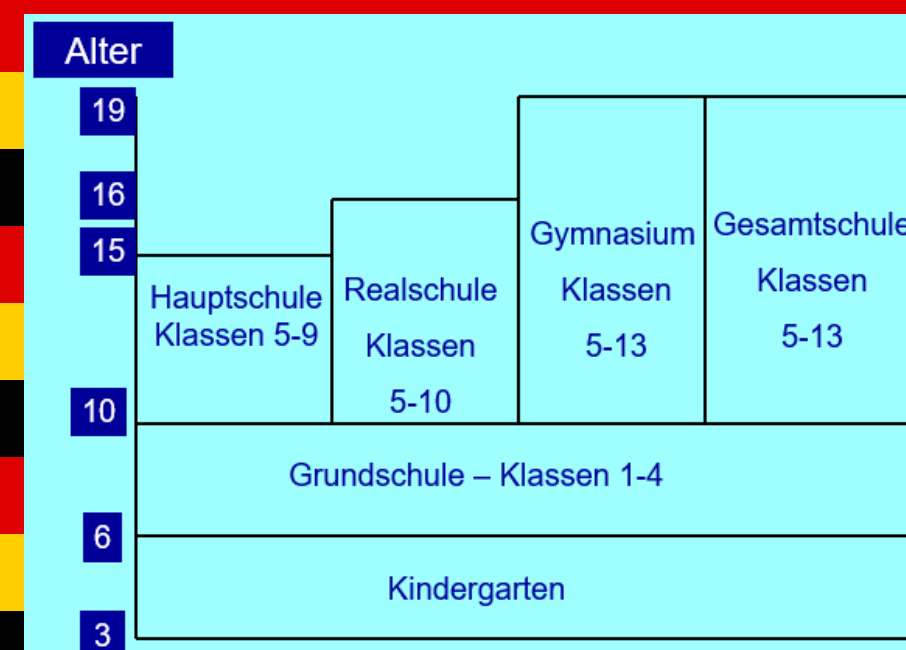 Alter
19
16
15
10
6
3
Hauptschule
Klassen 5-9
Realschule
Klassen
5-10
Gymnasium
Klassen
5-13
Gesamtschule
Klassen
5-13
Grundschule – Klassen 1-4
Kindergarten